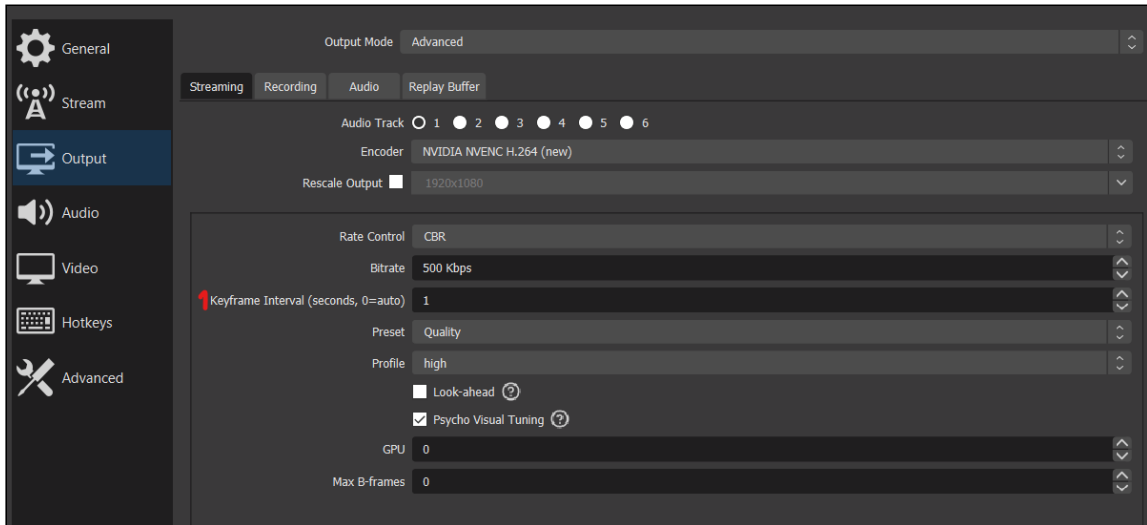 General
Stream
Output
Audio
Video
Hotkeys
Advanced
Output Mode Advanced
Streaming Recording Audio Replay Buffer
Audio Track 1 2 3 4 5 6
Encoder NVIDIA NVENC H.264 (new)
Rescale Output 1920x1080
Rate Control CBR
Bitrate 500 Kbps
1 Keyframe Interval (seconds, 0=auto) 1
Preset Quality
Profile high
Look-ahead ?
Psycho Visual Tuning ?
GPU 0
Max B-frames 0